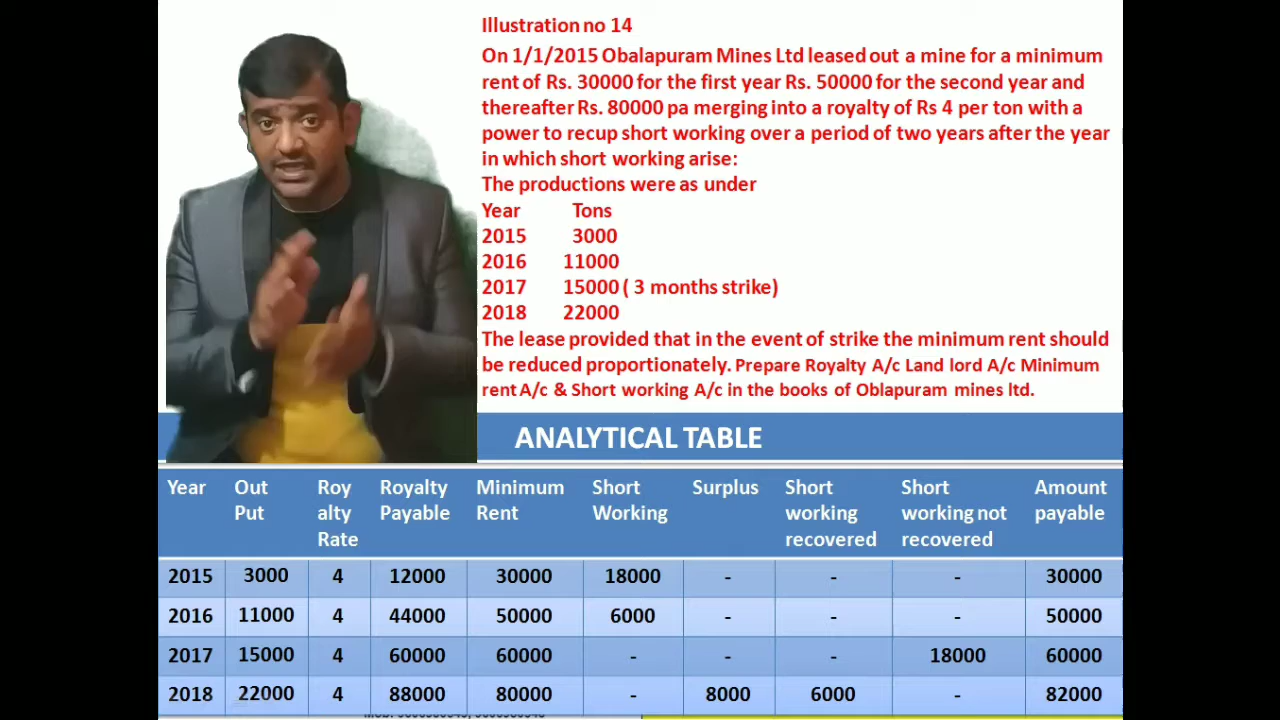 Illustration no 14
On 1/1/2015 Obalapuram Mines Ltd leased out a mine for a minimum
rent of Rs. 30000 for the first year Rs. 50000 for the second year and
thereafter Rs. 80000 pa merging into a royalty of Rs 4 per ton with a
power to recup short working over a period of two years after the year
in which short working arise:
The productions were as under
Year Tons
2015 3000
2016 11000
2017 15000 ( 3 months strike)
2018 22000
The lease provided that in the event of strike the minimum rent should
be reduced proportionately. Prepare Royalty A/c Land lord A/c Minimum
rent A/c & Short working A/c in the books of Oblapuram mines ltd.
ANALYTICAL TABLE
Year Out Put Roy alty Rate Royalty Payable Minimum Rent Short Working Surplus Short working recovered Short working not recovered Amount payable
2015 3000 4 12000 30000 18000 - - - 30000
2016 11000 4 44000 50000 6000 - - - 50000
2017 15000 4 60000 60000 - - - 18000 60000
2018 22000 4 88000 80000 - 8000 6000 - 82000